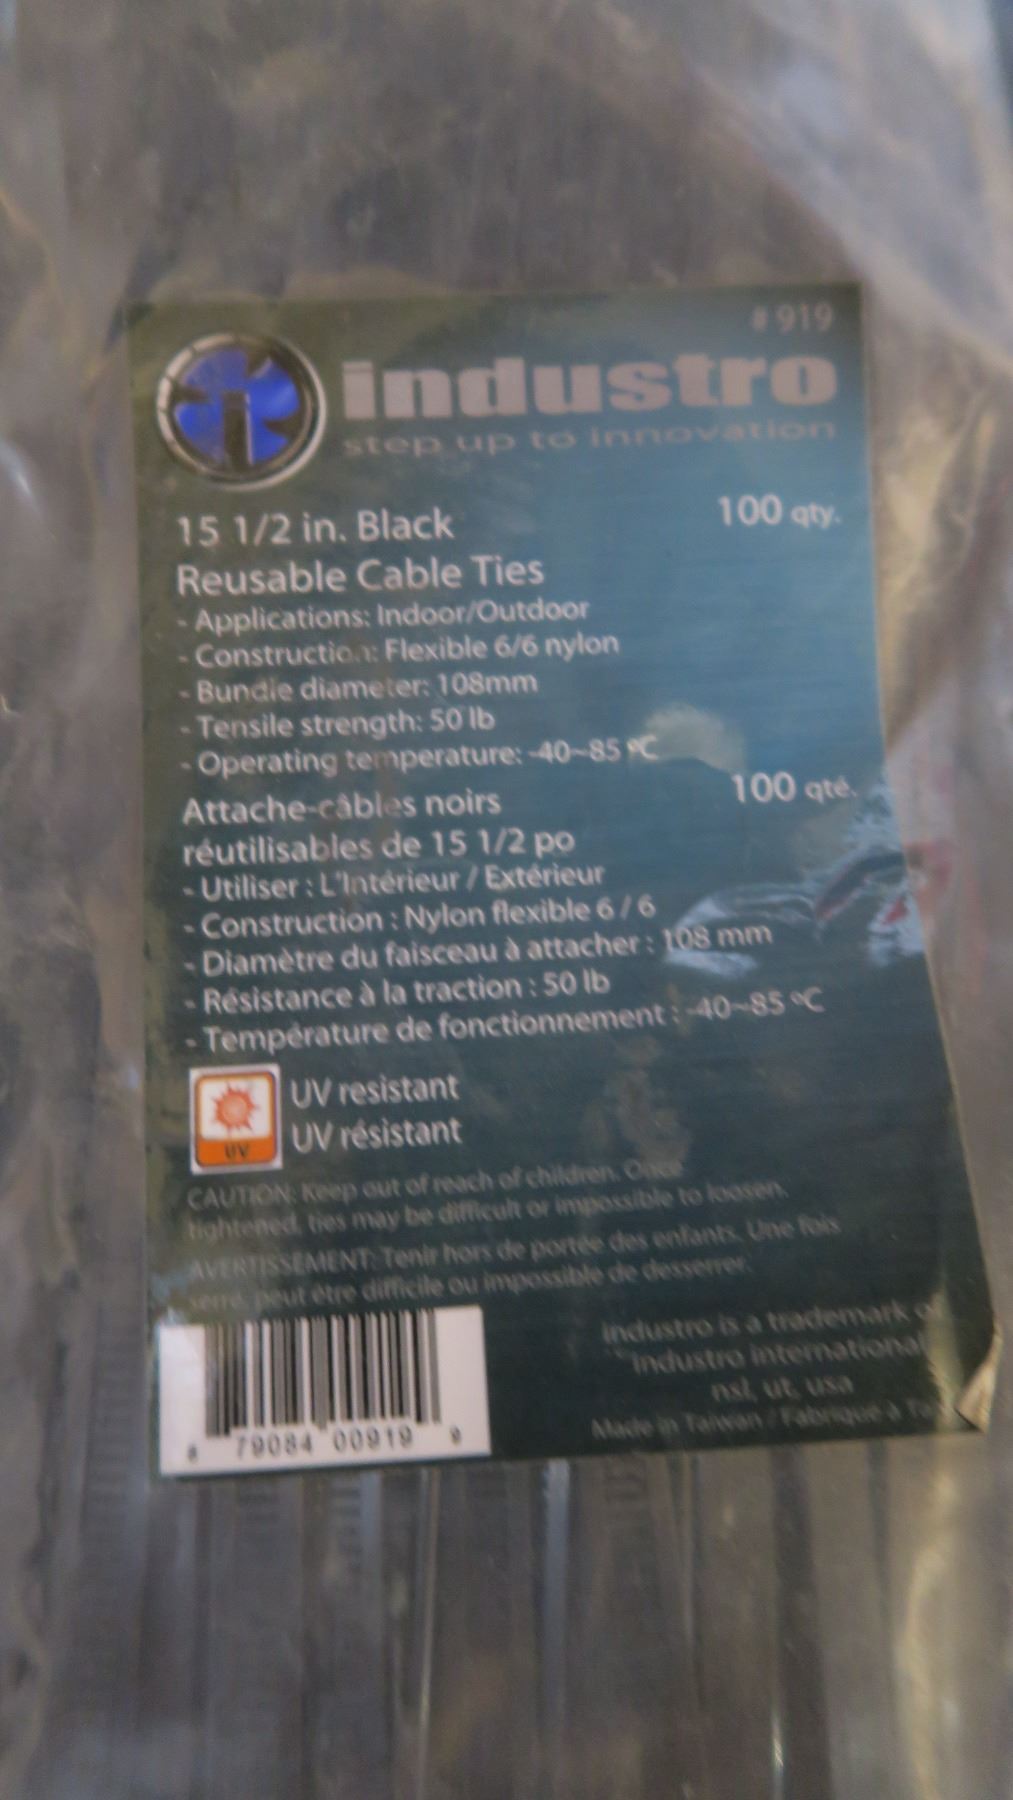 # 919
industro
step up to innovation
15 1/2 in. Black
100 qty.
Reusable Cable Ties
- Applications: Indoor/Outdoor
- Construction: Flexible 6/6 nylon
- Bundle diameter: 108mm
- Tensile strength: 50 lb
- Operating temperature: -40~85 ºC
Attache-câbles noirs
100 qté.
réutilisables de 15 1/2 po
- Utiliser : L'Intérieur / Extérieur
- Construction : Nylon flexible 6 / 6
- Diamètre du faisceau à attacher : 108 mm
- Résistance à la traction : 50 lb
- Température de fonctionnement : -40~85 ºC
UV resistant
UV résistant
UV
CAUTION: Keep out of reach of children. Once
tightened, ties may be difficult or impossible to loosen.
AVERTISSEMENT: Tenir hors de portée des enfants. Une fois
serré, peut être difficile ou impossible de desserrer.
industro is a trademark of
industro international
nsl, ut, usa
Made in Taiwan / Fabriqué à
79084 00919 9